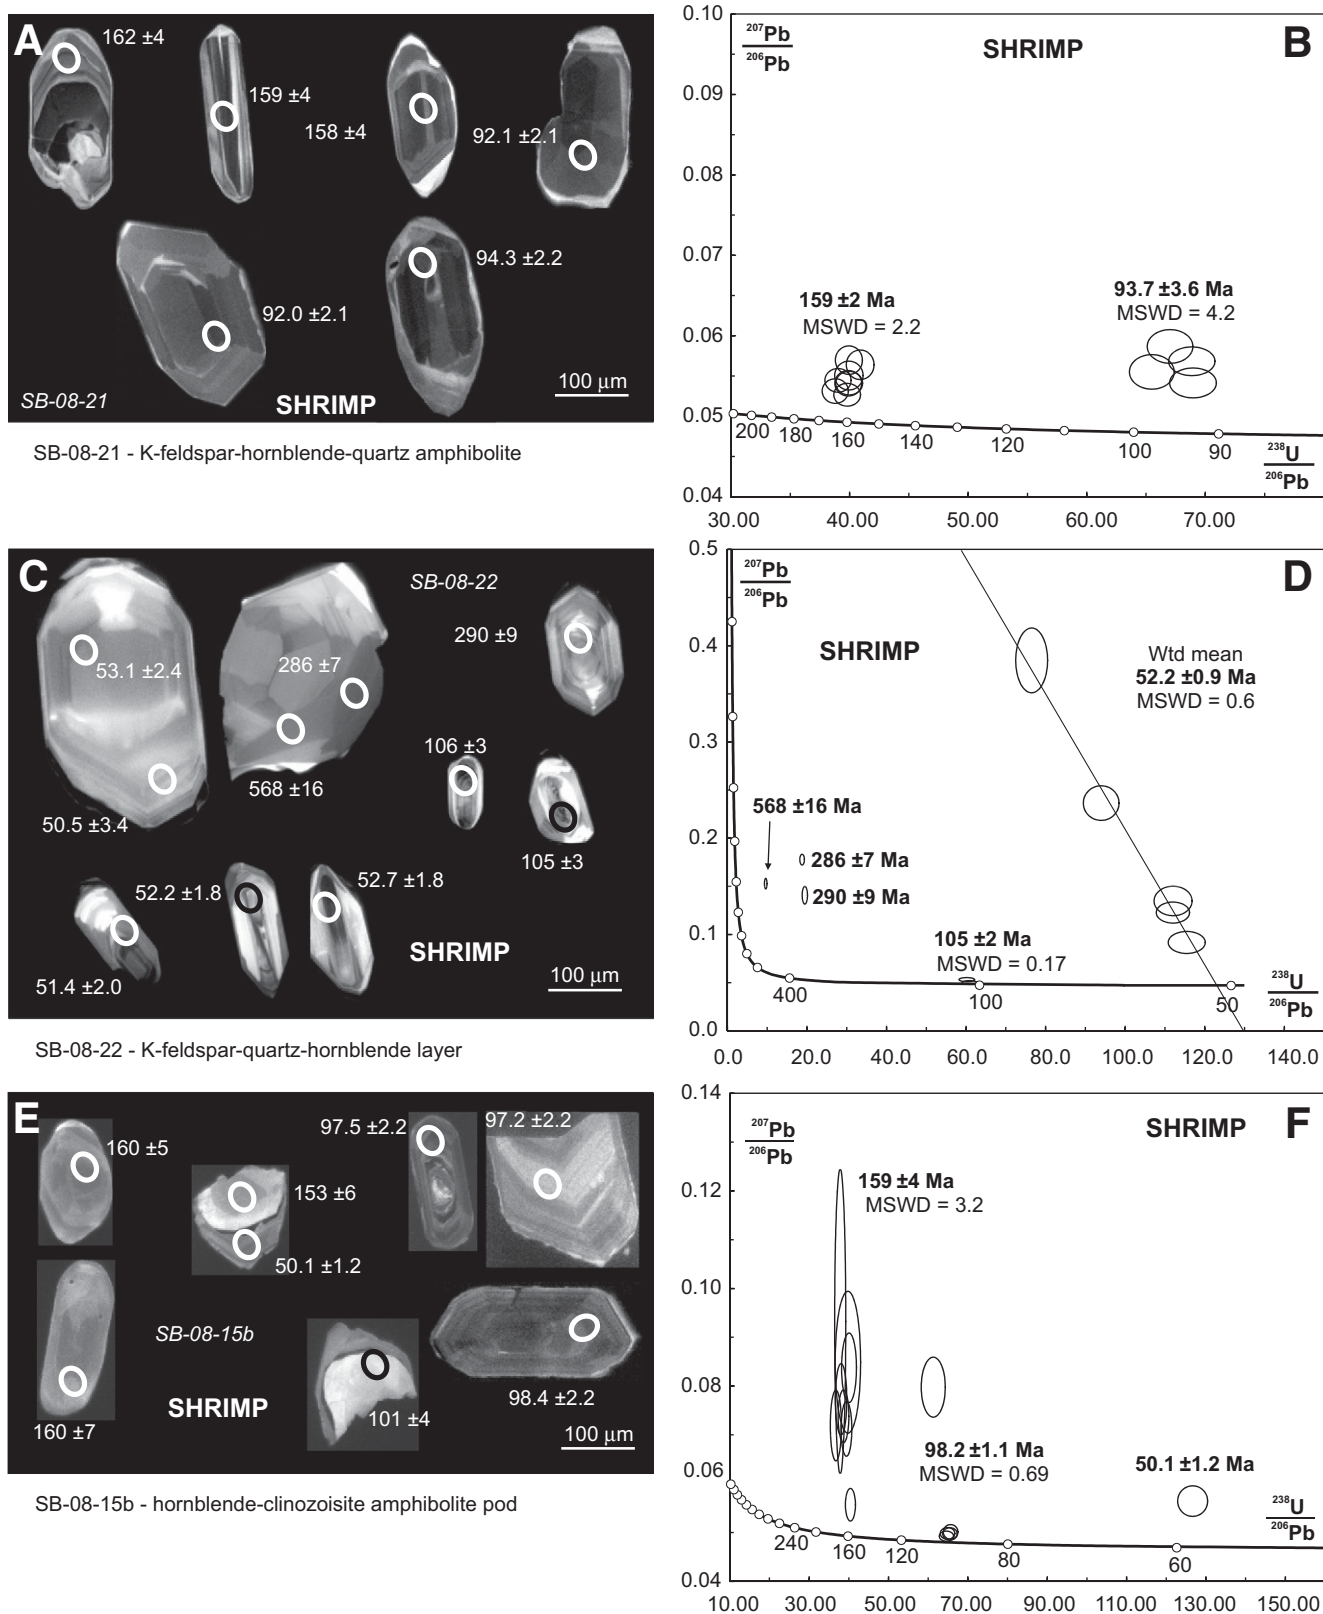 A
162 ±4
159 ±4
158 ±4
92.1 ±2.1
94.3 ±2.2
92.0 ±2.1
100 µm
SB-08-21
SHRIMP
SB-08-21 - K-feldspar-hornblende-quartz amphibolite
B
0.10
207Pb
206Pb
SHRIMP
0.09
0.08
0.07
159 ±2 Ma
MSWD = 2.2
93.7 ±3.6 Ma
MSWD = 4.2
0.06
0.05
200 180 160 140 120 100 90
238U
206Pb
0.04
30.00 40.00 50.00 60.00 70.00
C
SB-08-22
290 ±9
53.1 ±2.4
286 ±7
106 ±3
568 ±16
50.5 ±3.4
105 ±3
52.2 ±1.8
52.7 ±1.8
SHRIMP
51.4 ±2.0
100 µm
SB-08-22 - K-feldspar-quartz-hornblende layer
D
0.5
207Pb
206Pb
SHRIMP
0.4
Wtd mean
52.2 ±0.9 Ma
MSWD = 0.6
0.3
568 ±16 Ma
0.2
286 ±7 Ma
290 ±9 Ma
0.1
105 ±2 Ma
MSWD = 0.17
400 100 50
238U
206Pb
0.0
0.0 20.0 40.0 60.0 80.0 100.0 120.0 140.0
E
160 ±5
97.5 ±2.2
97.2 ±2.2
153 ±6
50.1 ±1.2
SB-08-15b
SHRIMP
98.4 ±2.2
101 ±4
160 ±7
100 µm
SB-08-15b - hornblende-clinozoisite amphibolite pod
F
0.14
207Pb
206Pb
SHRIMP
0.12
159 ±4 Ma
MSWD = 3.2
0.10
0.08
98.2 ±1.1 Ma
MSWD = 0.69
50.1 ±1.2 Ma
0.06
240 160 120 80 60
238U
206Pb
0.04
10.00 30.00 50.00 70.00 90.00 110.00 130.00 150.00